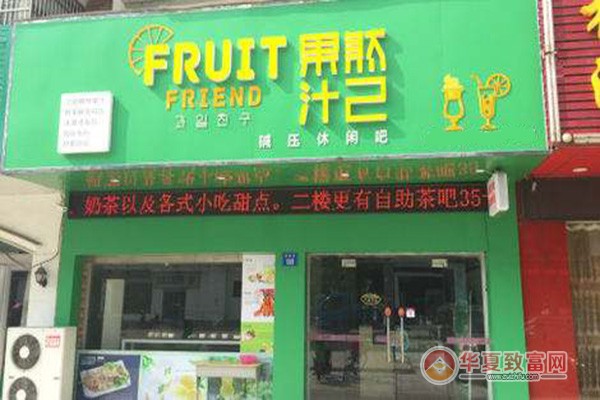 FRUIT
FRIEND
과일친구
果然
汁己
碱压休闲吧
、奶茶以及各式小吃甜点。二楼更有自助茶吧35
华夏致富网